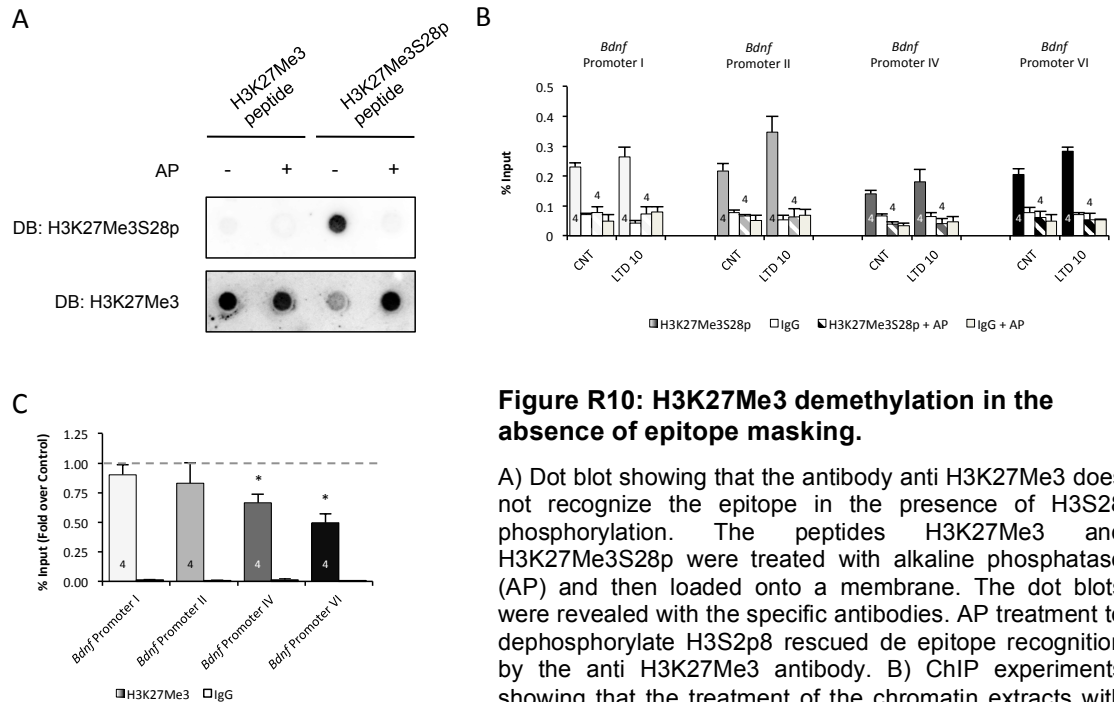 A
H3K27Me3 peptide
H3K27Me3S28p peptide
AP - + - +
DB: H3K27Me3S28p
DB: H3K27Me3
B
Bdnf Promoter I
Bdnf Promoter II
Bdnf Promoter IV
Bdnf Promoter VI
% Input
0.5
0.4
0.3
0.2
0.1
0
4 4 4 4
4 4 4 4
4 4 4 4
4 4 4 4
CNT LTD 10 CNT LTD 10 CNT LTD 10 CNT LTD 10
H3K27Me3S28p IgG H3K27Me3S28p + AP IgG + AP
C
% Input (Fold over Control)
1.25
1.00
0.75
0.50
0.25
0.00
* *
4 4 4 4
Bdnf Promoter I
Bdnf Promoter II
Bdnf Promoter IV
Bdnf Promoter VI
H3K27Me3 IgG
Figure R10: H3K27Me3 demethylation in the
absence of epitope masking.
A) Dot blot showing that the antibody anti H3K27Me3 does
not recognize the epitope in the presence of H3S28
phosphorylation. The peptides H3K27Me3 and
H3K27Me3S28p were treated with alkaline phosphatase
(AP) and then loaded onto a membrane. The dot blots
were revealed with the specific antibodies. AP treatment to
dephosphorylate H3S2p8 rescued de epitope recognition
by the anti H3K27Me3 antibody. B) ChIP experiments
showing that the treatment of the chromatin extracts with